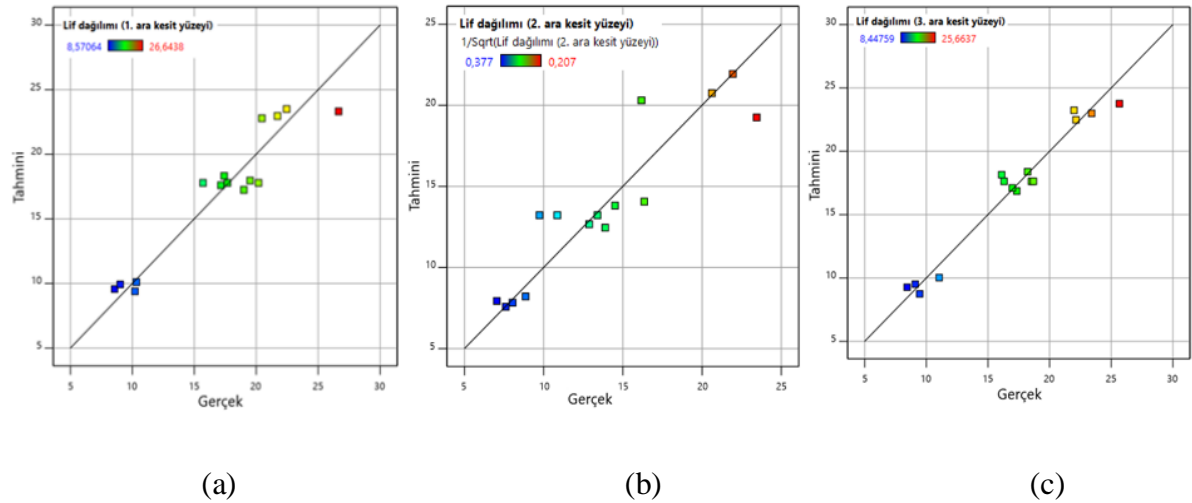 Lif dağılımı (1. ara kesit yüzeyi)
8,57064 26,6438
30
25
20
15
10
5
Tahmini
5 10 15 20 25 30
Gerçek
(a)
Lif dağılımı (2. ara kesit yüzeyi)
1/Sqrt(Lif dağılımı (2. ara kesit yüzeyi))
0,377 0,207
25
20
15
10
5
Tahmini
5 10 15 20 25
Gerçek
(b)
Lif dağılımı (3. ara kesit yüzeyi)
8,44759 25,6637
30
25
20
15
10
5
Tahmini
5 10 15 20 25 30
Gerçek
(c)